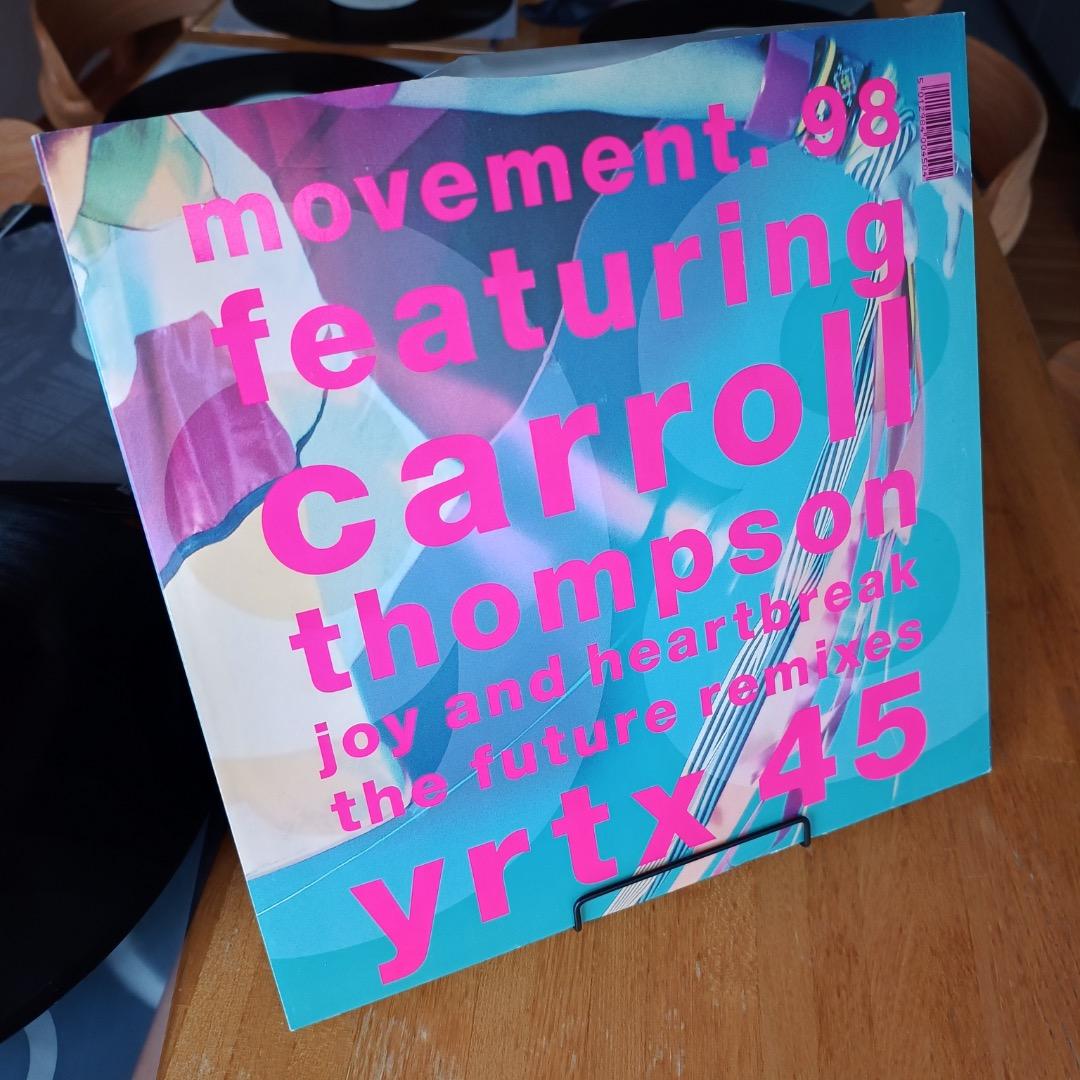 movement. 98
featuring
carroll
thompson
joy and heartbreak
the future remixes
yrtx 45